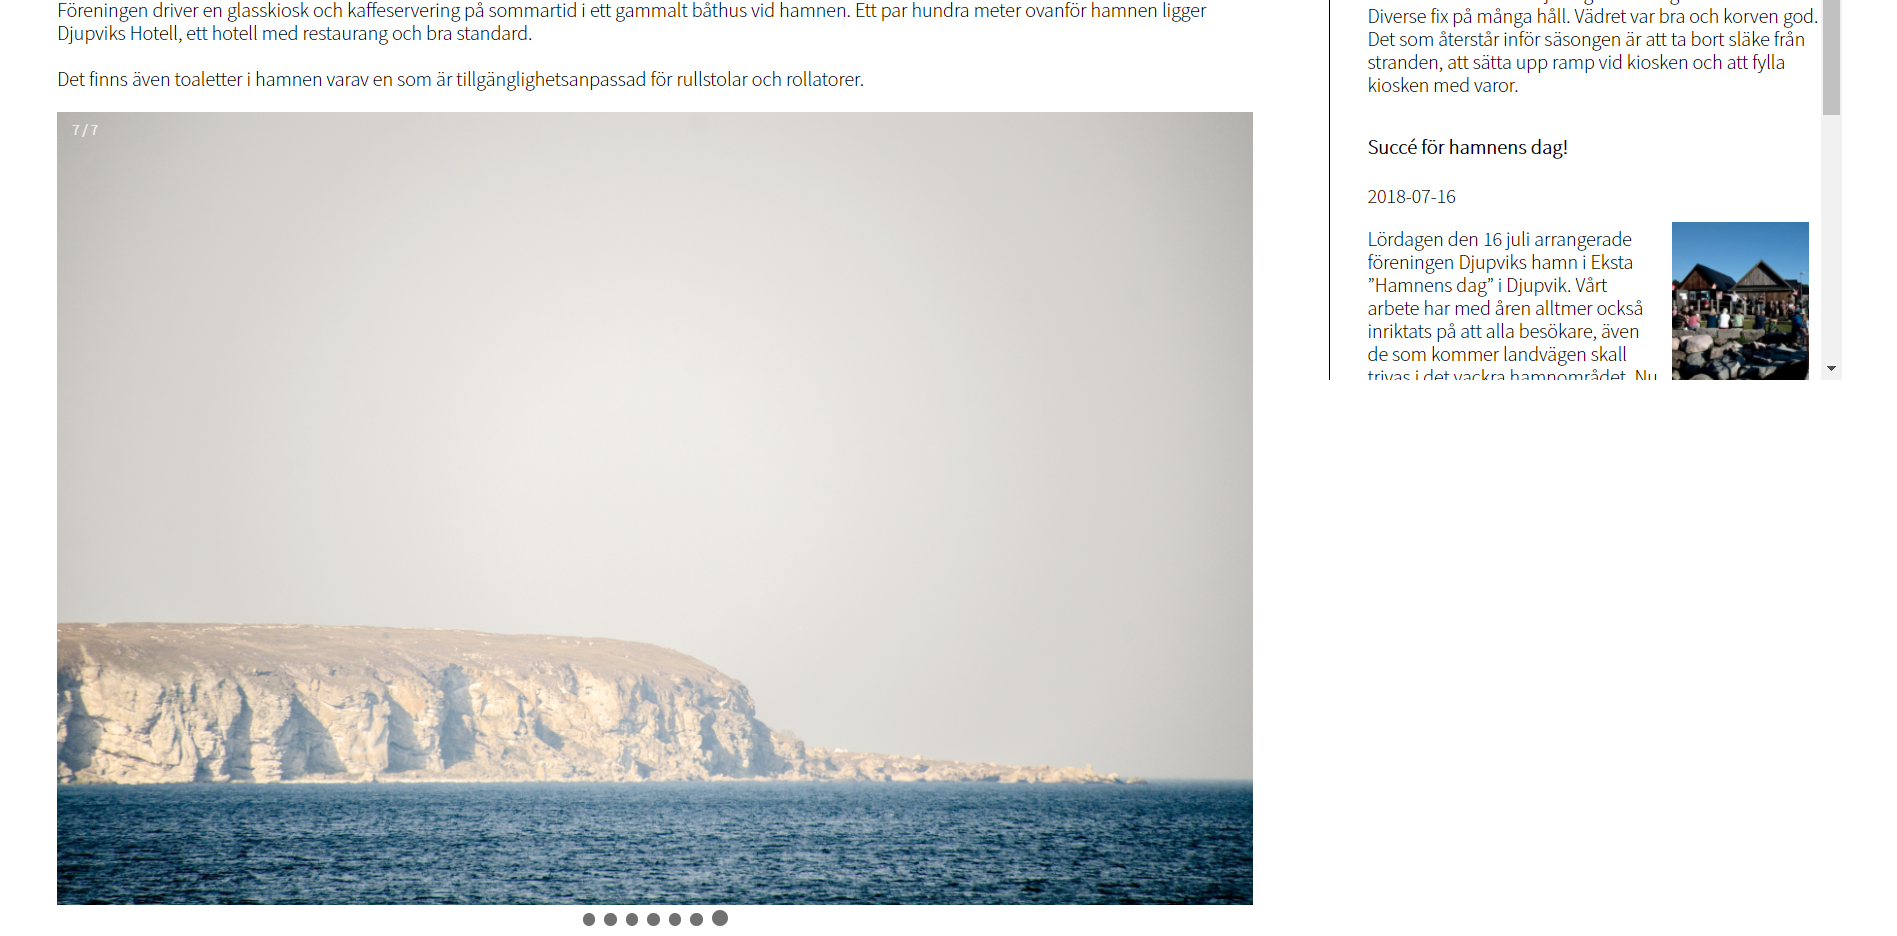 Föreningen driver en glasskiosk och kaffeservering på sommartid i ett gammalt båthus vid hamnen. Ett par hundra meter ovanför hamnen ligger
Djupviks Hotell, ett hotell med restaurang och bra standard.
Det finns även toaletter i hamnen varav en som är tillgänglighetsanpassad för rullstolar och rollatorer.
7 / 7
Diverse fix på många håll. Vädret var bra och korven god.
Det som återstår inför säsongen är att ta bort släke från
stranden, att sätta upp ramp vid kiosken och att fylla
kiosken med varor.
Succé för hamnens dag!
2018-07-16
Lördagen den 16 juli arrangerade
föreningen Djupviks hamn i Eksta
”Hamnens dag” i Djupvik. Vårt
arbete har med åren alltmer också
inriktats på att alla besökare, även
de som kommer landvägen skall
trivas i det vackra hamnområdet. Nu